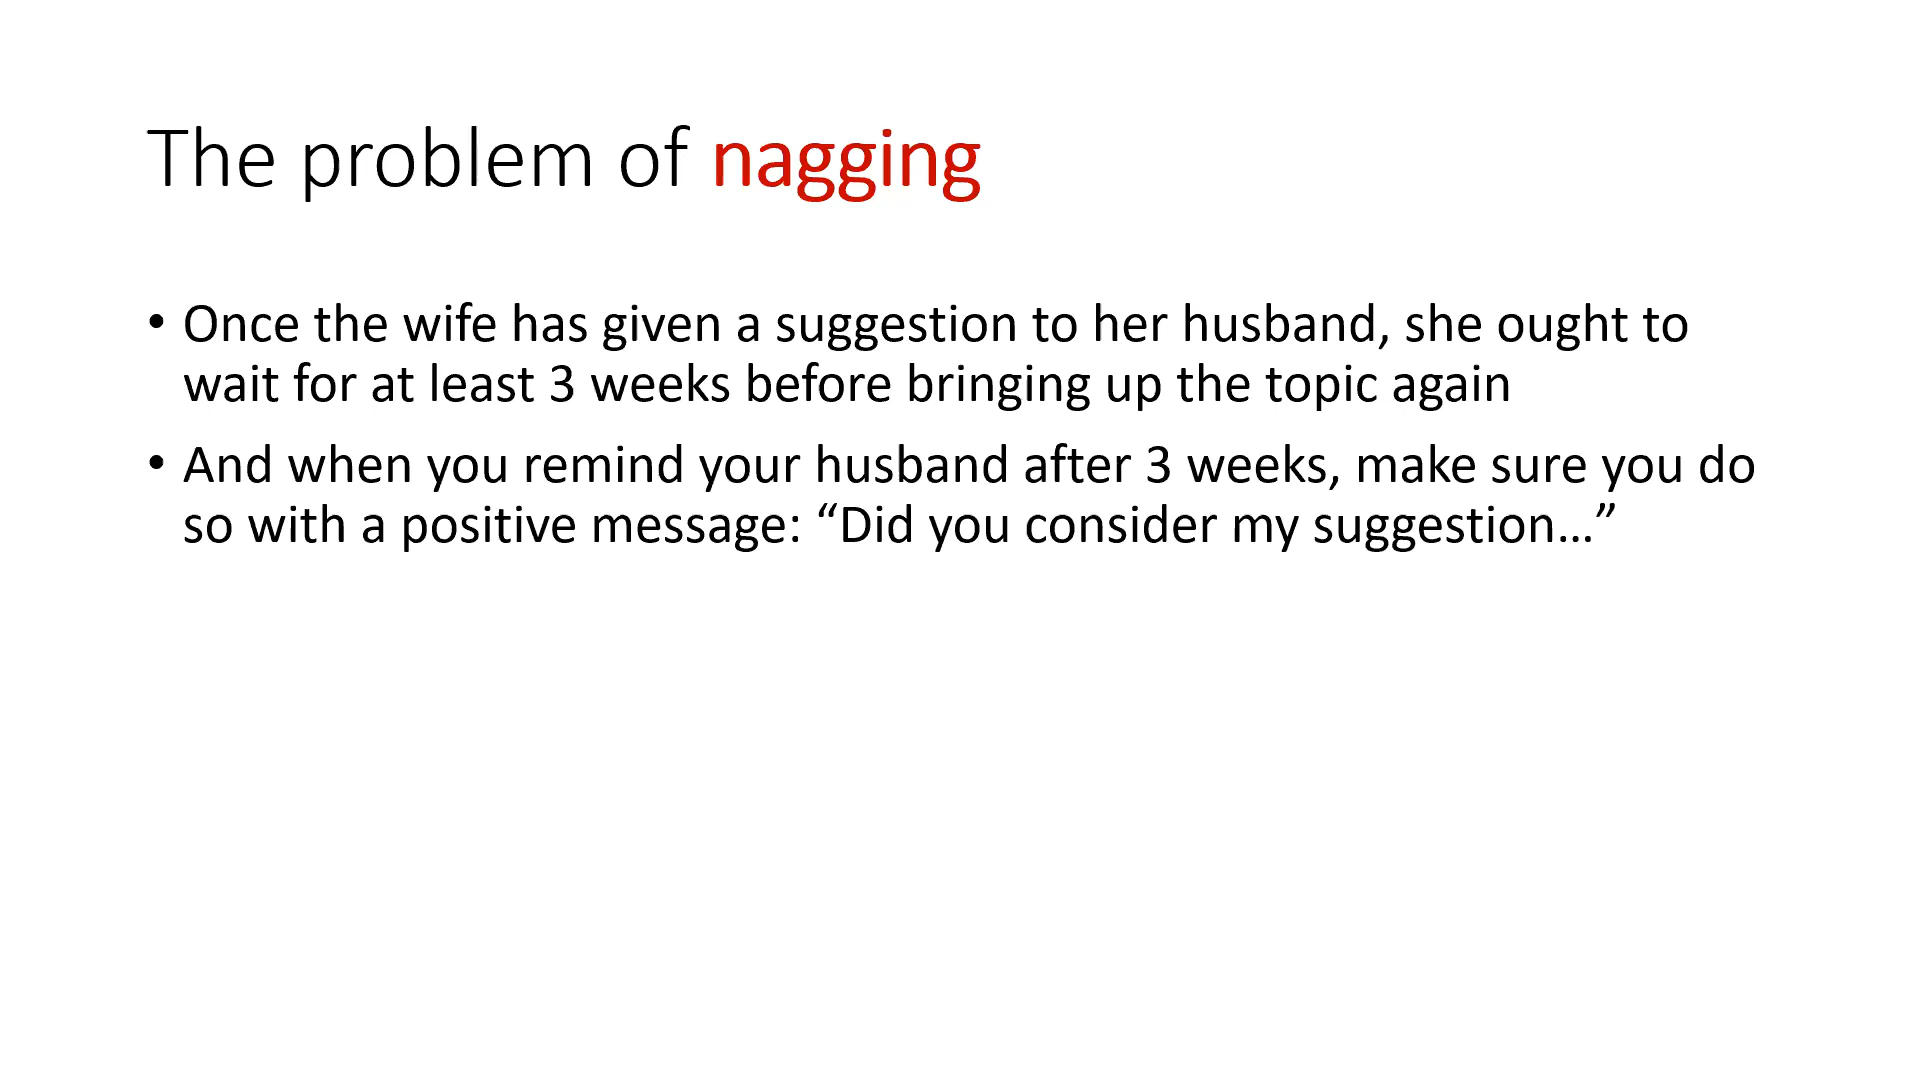 The problem of nagging
• Once the wife has given a suggestion to her husband, she ought to
wait for at least 3 weeks before bringing up the topic again
• And when you remind your husband after 3 weeks, make sure you do
so with a positive message: “Did you consider my suggestion…”